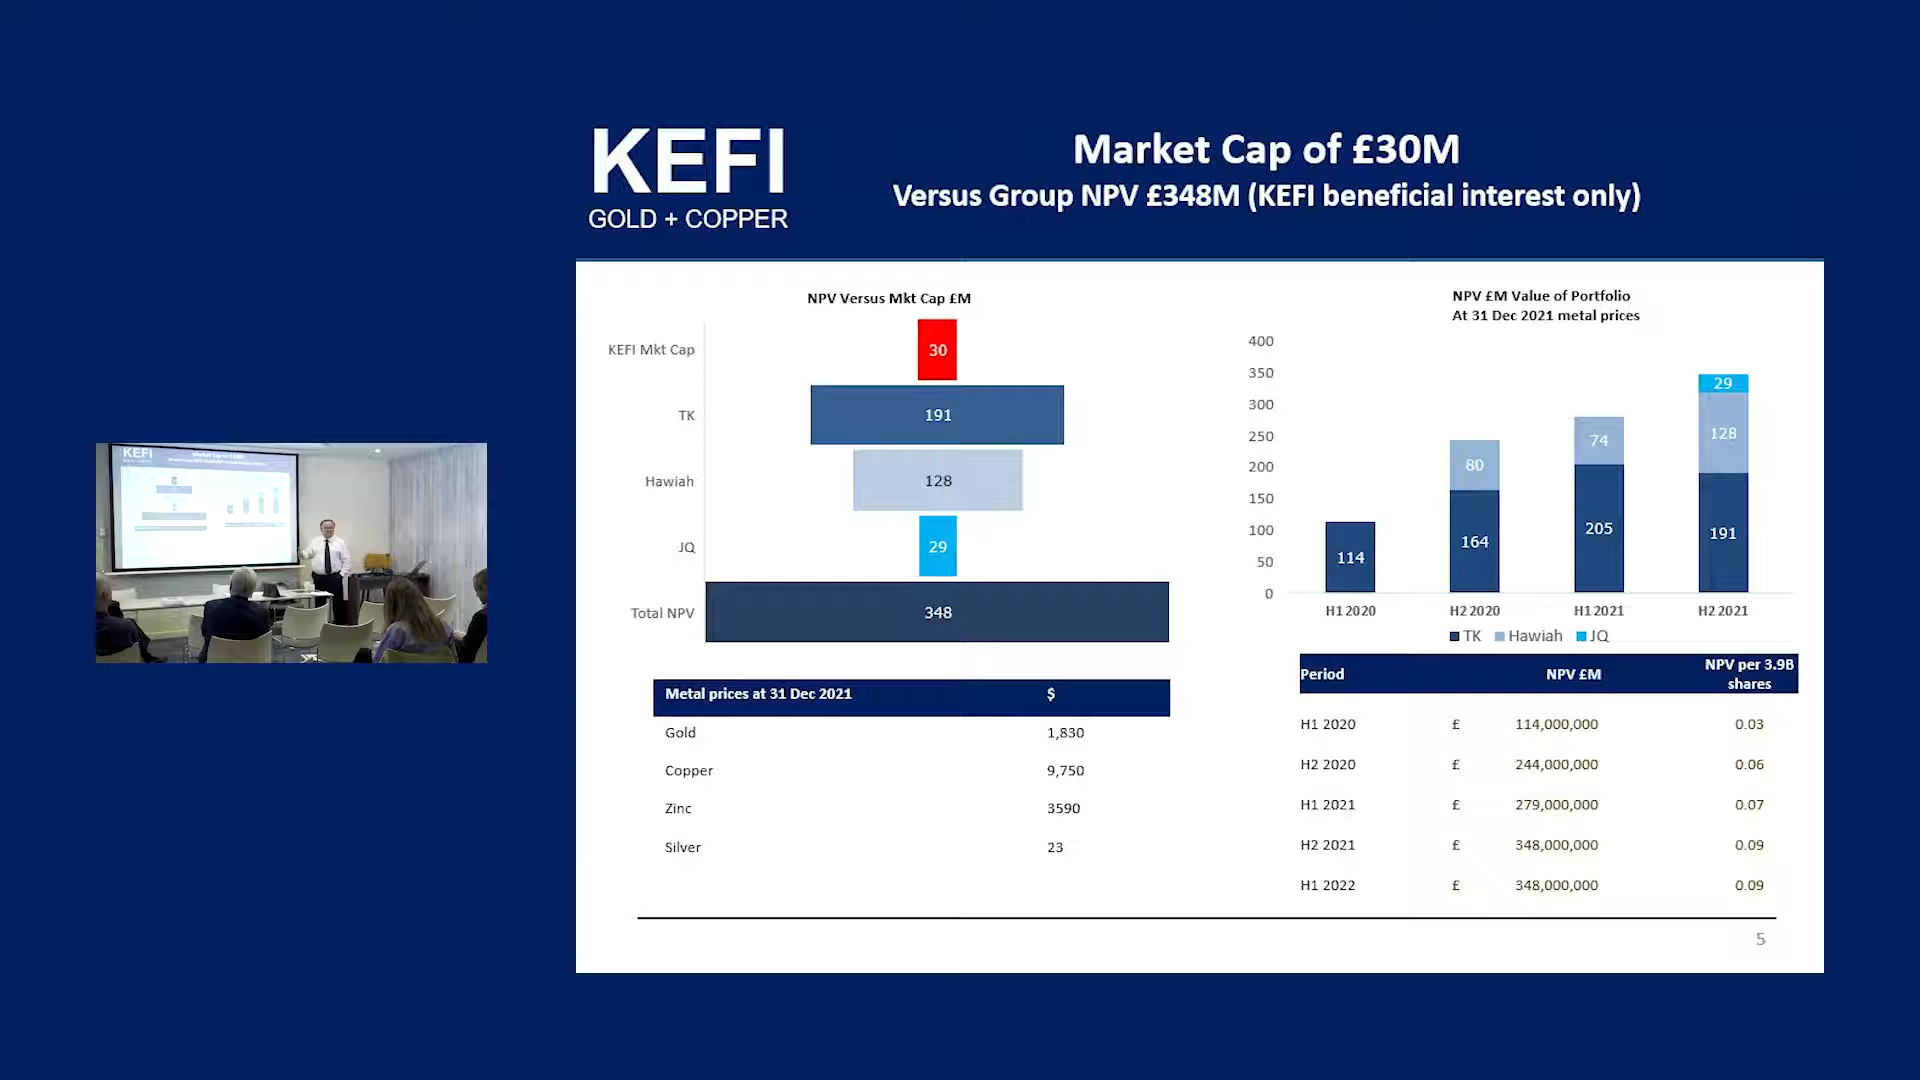 KEFI
GOLD + COPPER
Market Cap of £30M
Versus Group NPV £348M (KEFI beneficial interest only)
NPV Versus Mkt Cap £M
KEFI Mkt Cap
30
TK
191
Hawiah
128
JQ
29
Total NPV
348
Metal prices at 31 Dec 2021 $
Gold 1,830
Copper 9,750
Zinc 3590
Silver 23
NPV £M Value of Portfolio
At 31 Dec 2021 metal prices
400
350
300
250
200
150
100
50
0
114
80
164
74
205
29
128
191
H1 2020 H2 2020 H1 2021 H2 2021
TK Hawiah JQ
Period NPV £M NPV per 3.9B shares
H1 2020 £ 114,000,000 0.03
H2 2020 £ 244,000,000 0.06
H1 2021 £ 279,000,000 0.07
H2 2021 £ 348,000,000 0.09
H1 2022 £ 348,000,000 0.09
5
KEFI